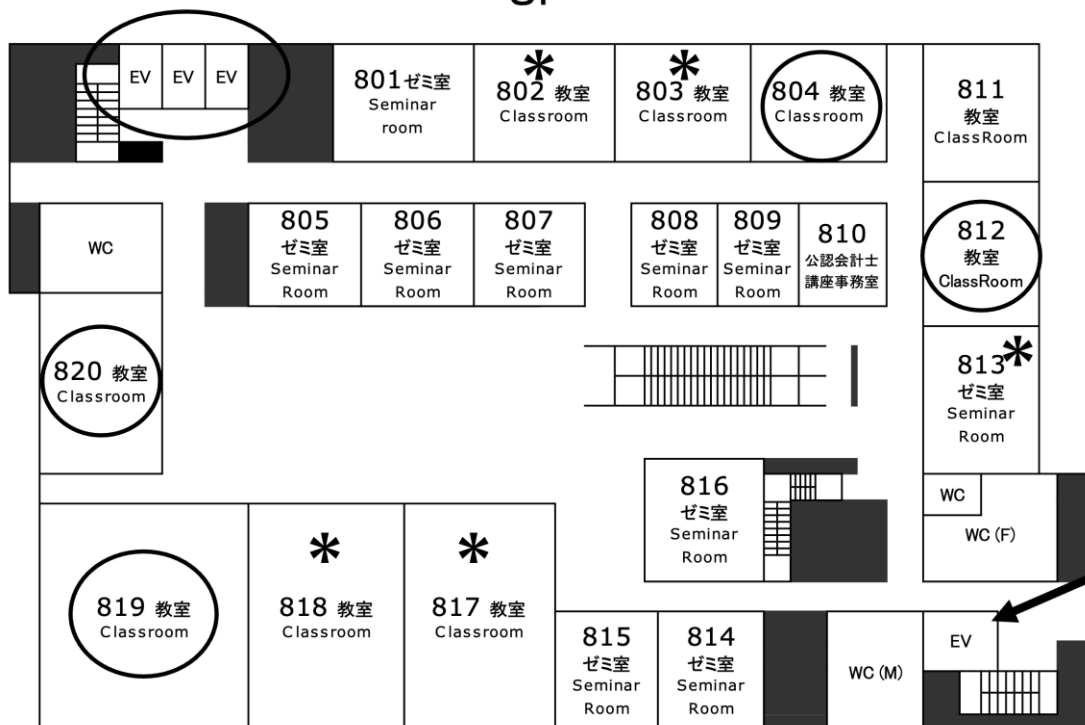 EV EV EV
801 ゼミ室
Seminar
room
802 教室
Classroom
803 教室
Classroom
804 教室
Classroom
811
教室
ClassRoom
WC
805
ゼミ室
Seminar
Room
806
ゼミ室
Seminar
Room
807
ゼミ室
Seminar
Room
808
ゼミ室
Seminar
Room
809
ゼミ室
Seminar
Room
810
公認会計士
講座事務室
812
教室
ClassRoom
820 教室
Classroom
813
ゼミ室
Seminar
Room
816
ゼミ室
Seminar
Room
WC
WC (F)
819 教室
Classroom
818 教室
Classroom
817 教室
Classroom
815
ゼミ室
Seminar
Room
814
ゼミ室
Seminar
Room
WC (M)
EV